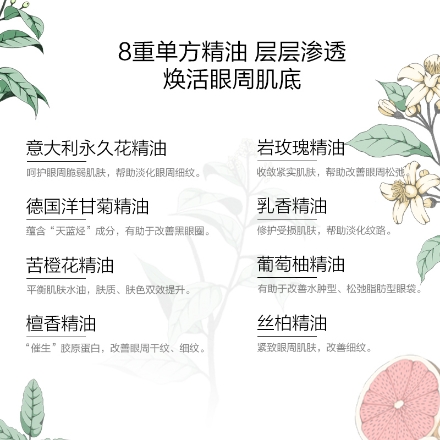 8重单方精油 层层渗透
焕活眼周肌底
意大利永久花精油
呵护眼周脆弱肌肤，帮助淡化眼周细纹。
岩玫瑰精油
收敛紧实肌肤，帮助改善眼周松弛
德国洋甘菊精油
蕴含“天蓝烃”成分，有助于改善黑眼圈。
乳香精油
修护受损肌肤，帮助淡化纹路。
苦橙花精油
平衡肌肤水油，肤质、肤色双效提升。
葡萄柚精油
有助于改善水肿型、松弛脂肪型眼袋。
檀香精油
“催生”胶原蛋白，改善眼周干纹、细纹。
丝柏精油
紧致眼周肌肤，改善细纹。